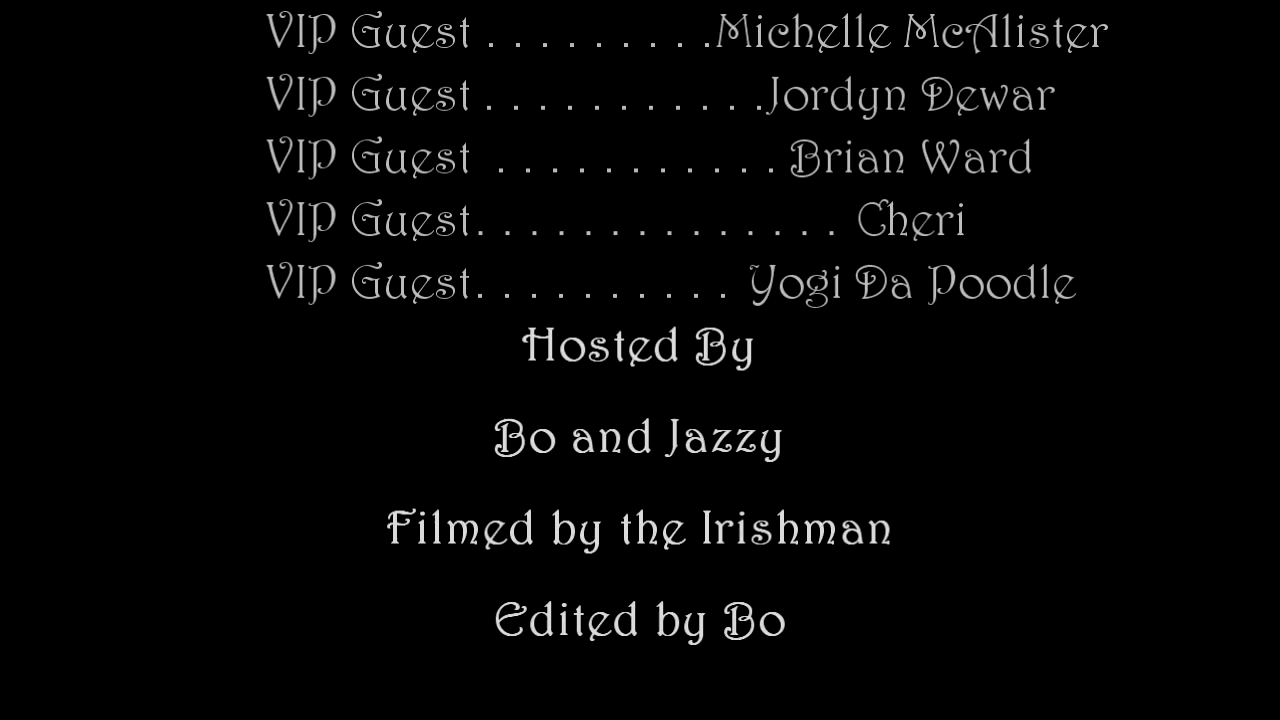 VIP Guest . . . . . . . . .Michelle McAlister
VIP Guest . . . . . . . . . . .Jordyn Dewar
VIP Guest . . . . . . . . . . . Brian Ward
VIP Guest. . . . . . . . . . . . . . Cheri
VIP Guest. . . . . . . . . . Yogi Da Poodle
Hosted By
Bo and Jazzy
Filmed by the Irishman
Edited by Bo